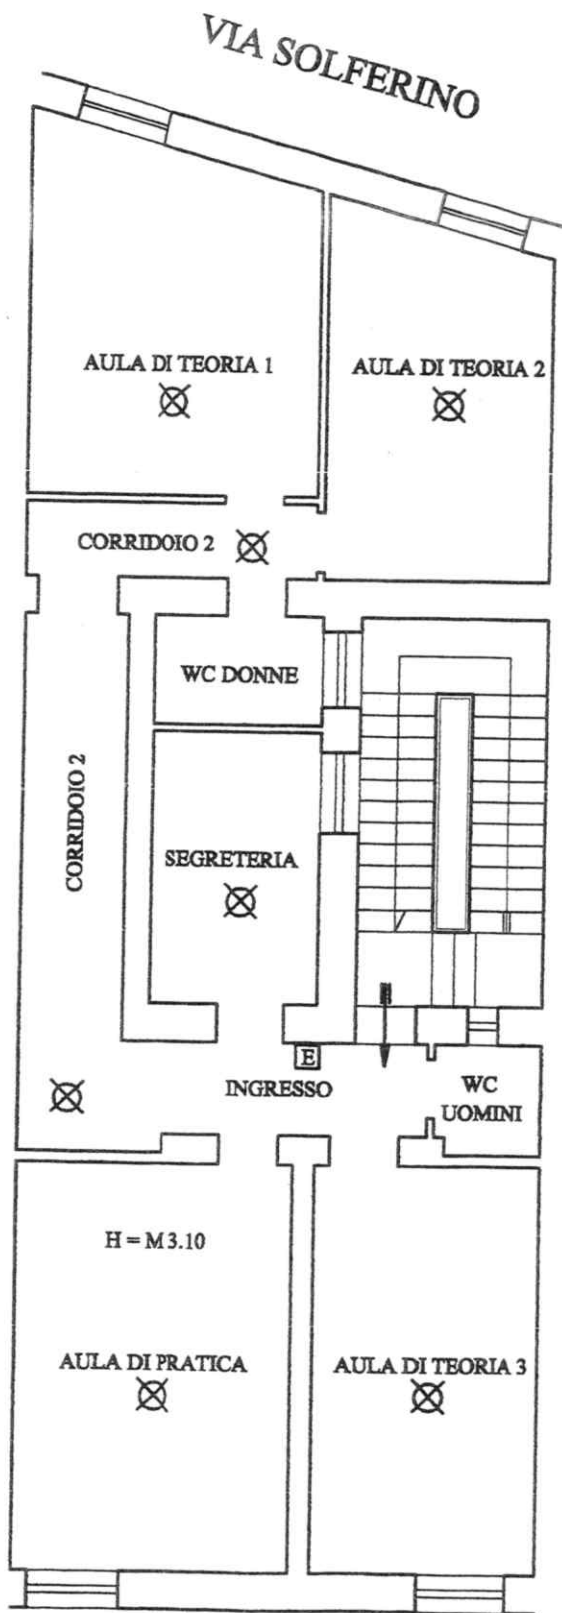 VIA SOLFERINO
AULA DI TEORIA 1
AULA DI TEORIA 2
CORRIDOIO 2
WC DONNE
CORRIDOIO 2
SEGRETERIA
E
INGRESSO
WC
UOMINI
H = M 3.10
AULA DI PRATICA
AULA DI TEORIA 3